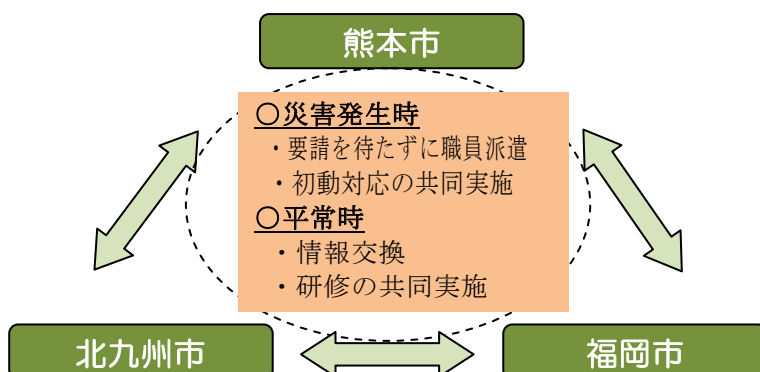 熊本市
〇災害発生時
・要請を待たずに職員派遣
・初動対応の共同実施
〇平常時
・情報交換
・研修の共同実施
北九州市
福岡市